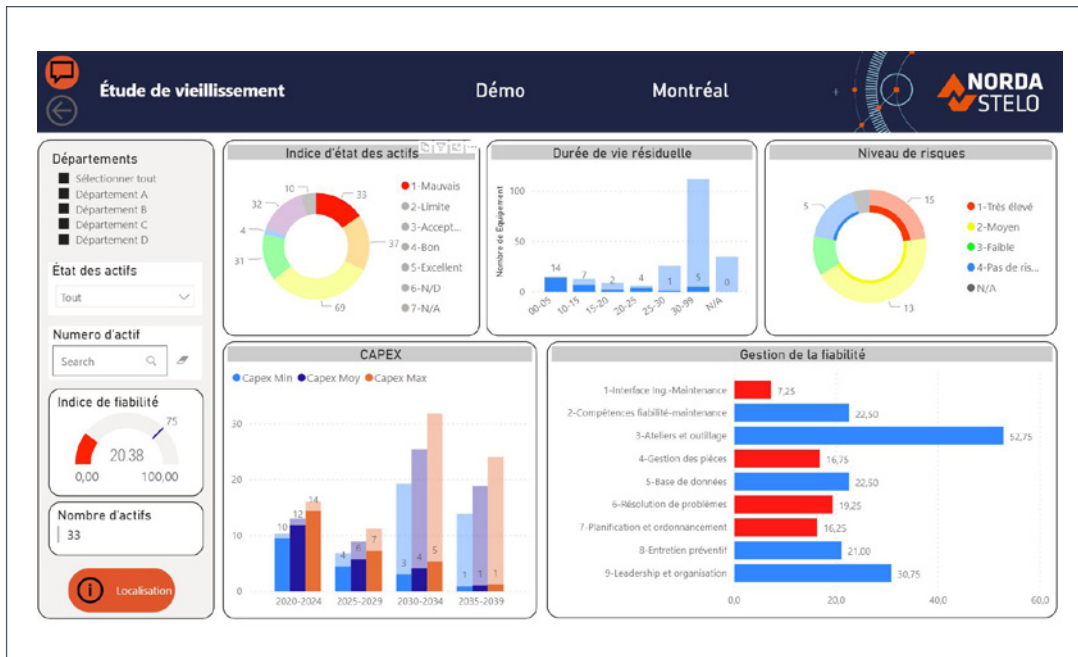 Étude de vieillissement
Démo
Montréal
NORDA
STELO
Départements
Sélectionner tout
Département A
Département B
Département C
Département D
État des actifs
Tout
Numero d'actif
Search
Indice de fiabilité
75
20.38
0,00
100,00
Nombre d'actifs
33
Localisation
Indice d'état des actifs
10
33
32
37
4
31
69
1-Mauvais
2-Limite
3-Accept...
4-Bon
5-Excellent
6-N/D
7-N/A
Durée de vie résiduelle
Nombre de Équipement
100
50
0
14
7
2
4
1
5
0
00-05
10-15
15-20
20-25
25-30
30-99
N/A
Niveau de risques
5
15
13
1-Très élevé
2-Moyen
3-Faible
4-Pas de ris...
N/A
CAPEX
Capex Min
Capex Moy
Capex Max
30
20
10
0
10
12
14
4
6
7
3
4
5
1
1
1
2020-2024
2025-2029
2030-2034
2035-2039
Gestion de la fiabilité
1-Interface Ing.-Maintenance
7,25
2-Compétences fiabilité-maintenance
22,50
3-Ateliers et outillage
52,75
4-Gestion des pièces
16,75
5-Base de données
22,50
6-Résolution de problèmes
19,25
7-Planification et ordonnancement
16,25
8-Entretien préventif
21,00
9-Leadership et organisation
30,75
0,0
20,0
40,0
60,0